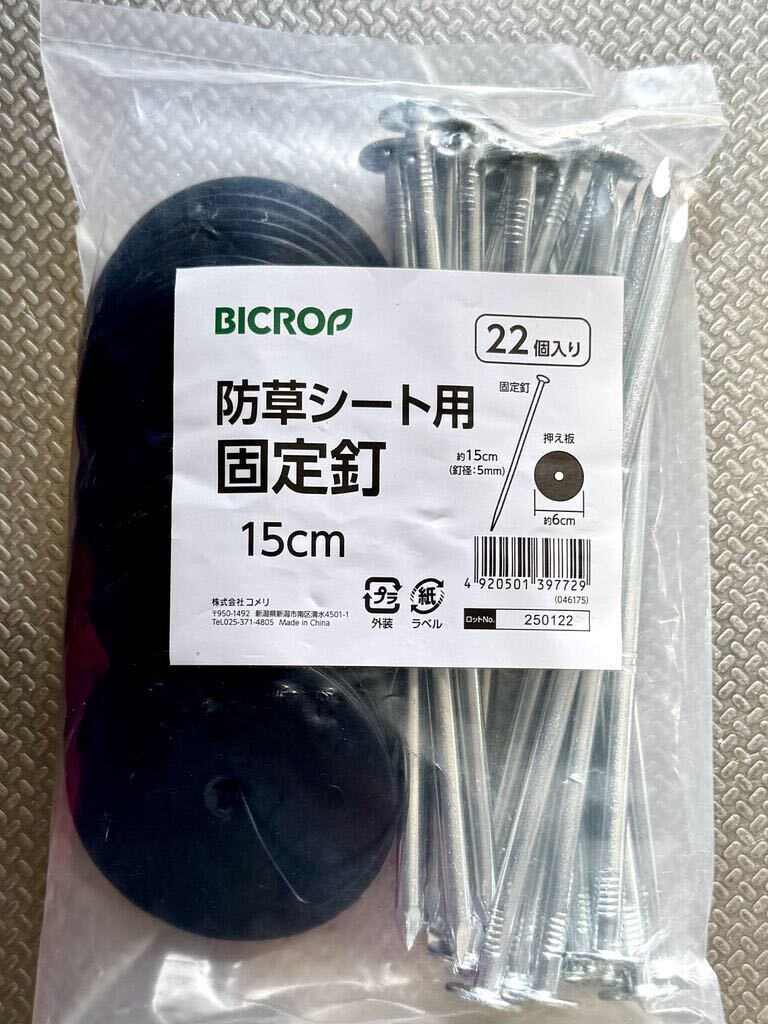 BICROP
22個入り
防草シート用
固定釘
15cm
固定釘
約15cm
(釘径:5mm)
押え板
約6cm
4 920501 397729
(046175)
ロットNo. 250122
プラ
外装
紙
ラベル
株式会社コメリ
〒950-1492 新潟県新潟市南区清水4501-1
Tel.025-371-4805 Made in China